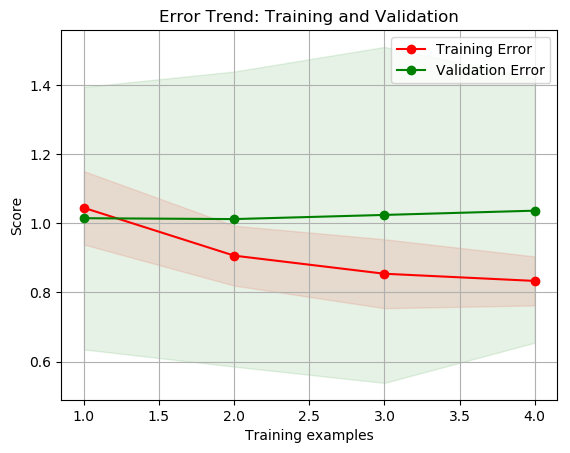 Error Trend: Training and Validation
Training Error
Validation Error
Score
1.4
1.2
1.0
0.8
0.6
1.0 1.5 2.0 2.5 3.0 3.5 4.0
Training examples